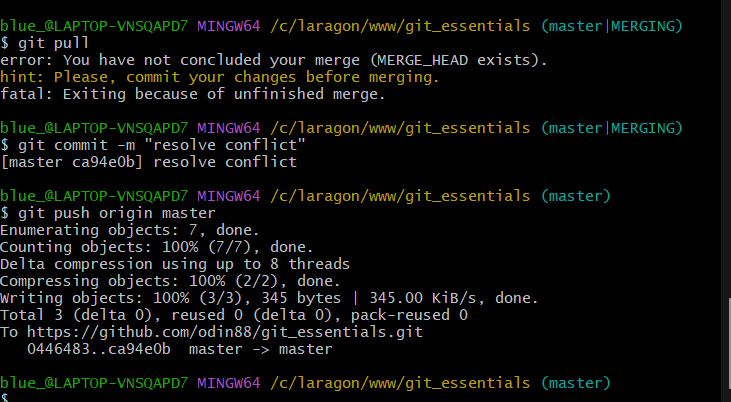 blue_@LAPTOP-VNSQAPD7 MINGW64 /c/laragon/www/git_essentials (master|MERGING)
$ git pull
error: You have not concluded your merge (MERGE_HEAD exists).
hint: Please, commit your changes before merging.
fatal: Exiting because of unfinished merge.
blue_@LAPTOP-VNSQAPD7 MINGW64 /c/laragon/www/git_essentials (master|MERGING)
$ git commit -m "resolve conflict"
[master ca94e0b] resolve conflict
blue_@LAPTOP-VNSQAPD7 MINGW64 /c/laragon/www/git_essentials (master)
$ git push origin master
Enumerating objects: 7, done.
Counting objects: 100% (7/7), done.
Delta compression using up to 8 threads
Compressing objects: 100% (2/2), done.
Writing objects: 100% (3/3), 345 bytes | 345.00 KiB/s, done.
Total 3 (delta 0), reused 0 (delta 0), pack-reused 0
To https://github.com/odin88/git_essentials.git
   0446483..ca94e0b  master -> master
blue_@LAPTOP-VNSQAPD7 MINGW64 /c/laragon/www/git_essentials (master)
$